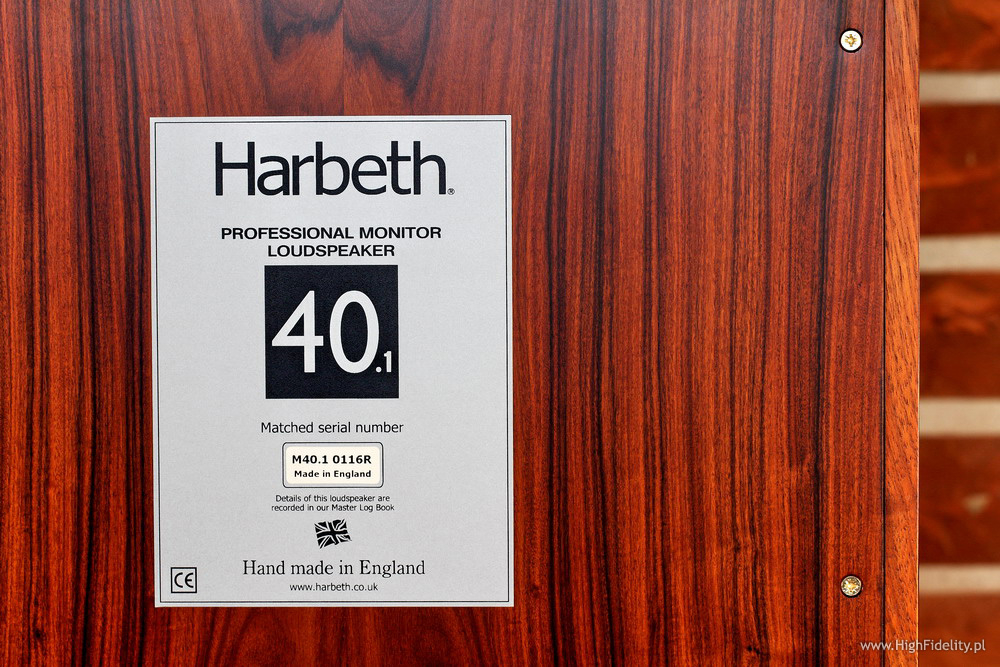 Harbeth®
PROFESSIONAL MONITOR
LOUDSPEAKER
40.1
Matched serial number
M40.1 0116R
Made in England
Details of this loudspeaker are
recorded in our Master Log Book
Hand made in England
CE
www.harbeth.co.uk
www.HighFidelity.pl